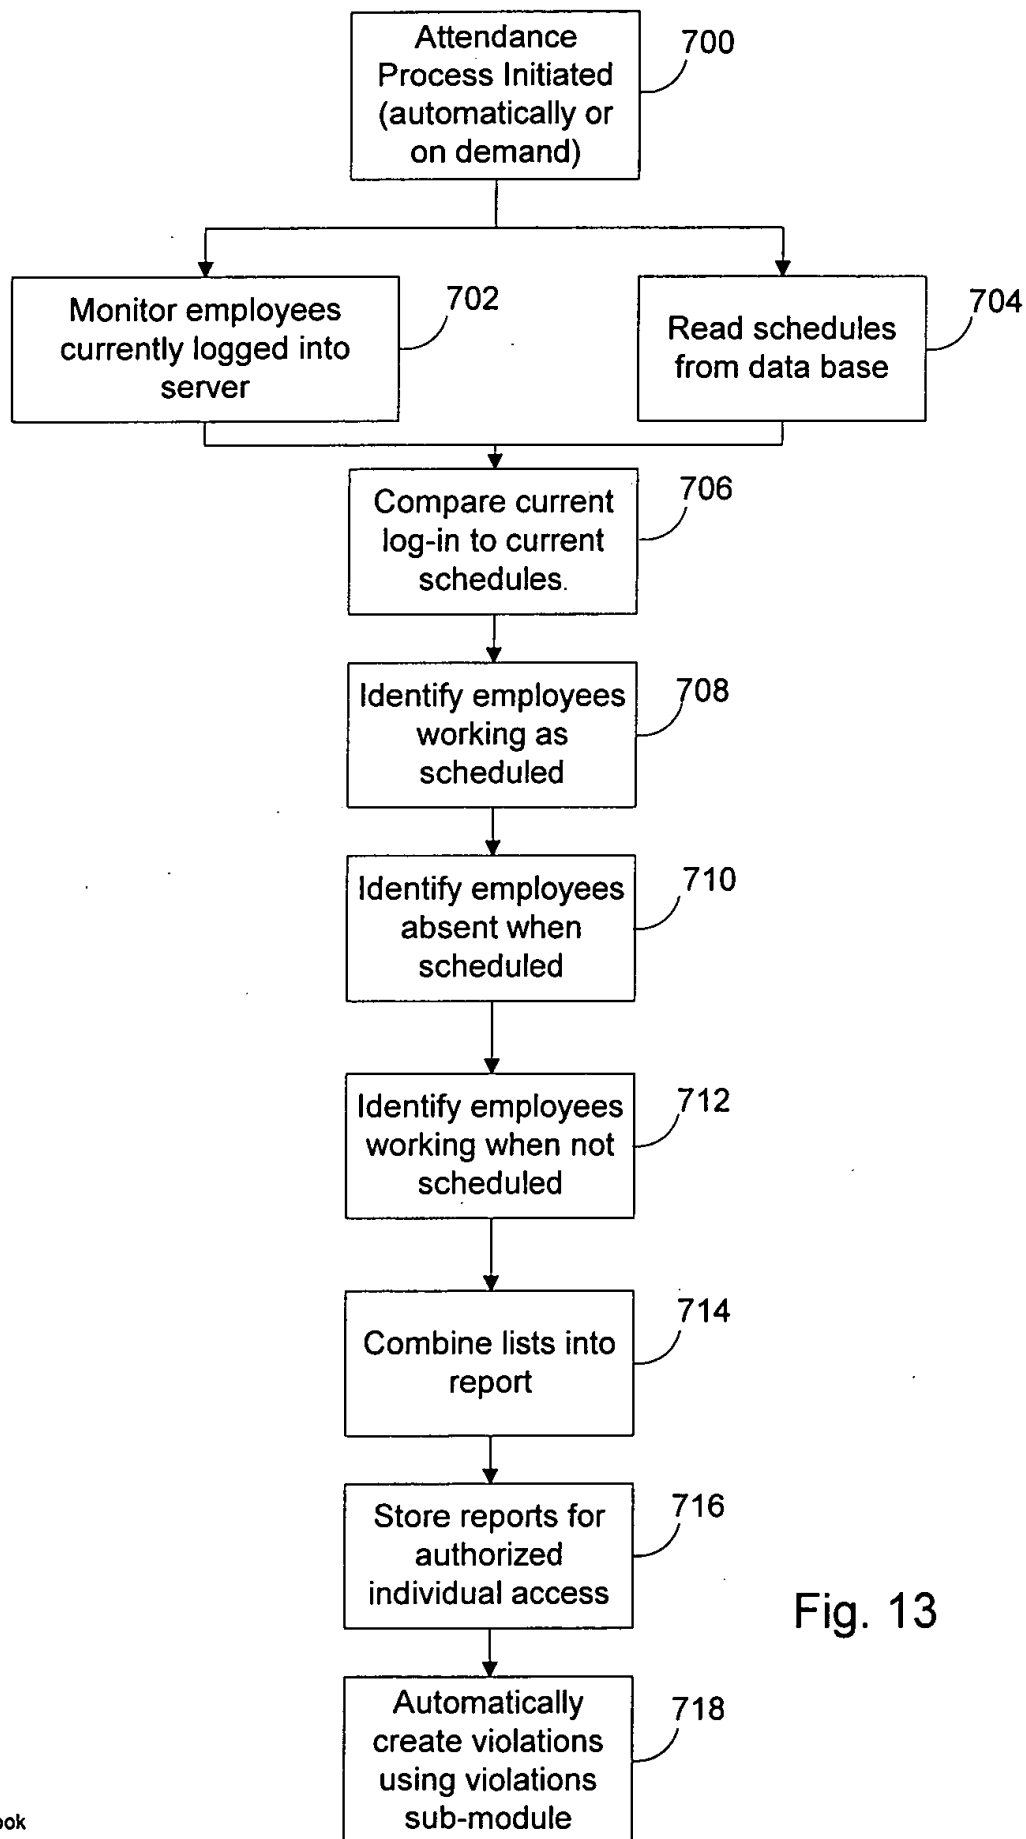 Attendance
Process Initiated
(automatically or
on demand)
700
Monitor employees
currently logged into
server
702
Read schedules
from data base
704
Compare current
log-in to current
schedules.
706
Identify employees
working as
scheduled
708
Identify employees
absent when
scheduled
710
Identify employees
working when not
scheduled
712
Combine lists into
report
714
Store reports for
authorized
individual access
716
Fig. 13
Automatically
create violations
using violations
sub-module
718